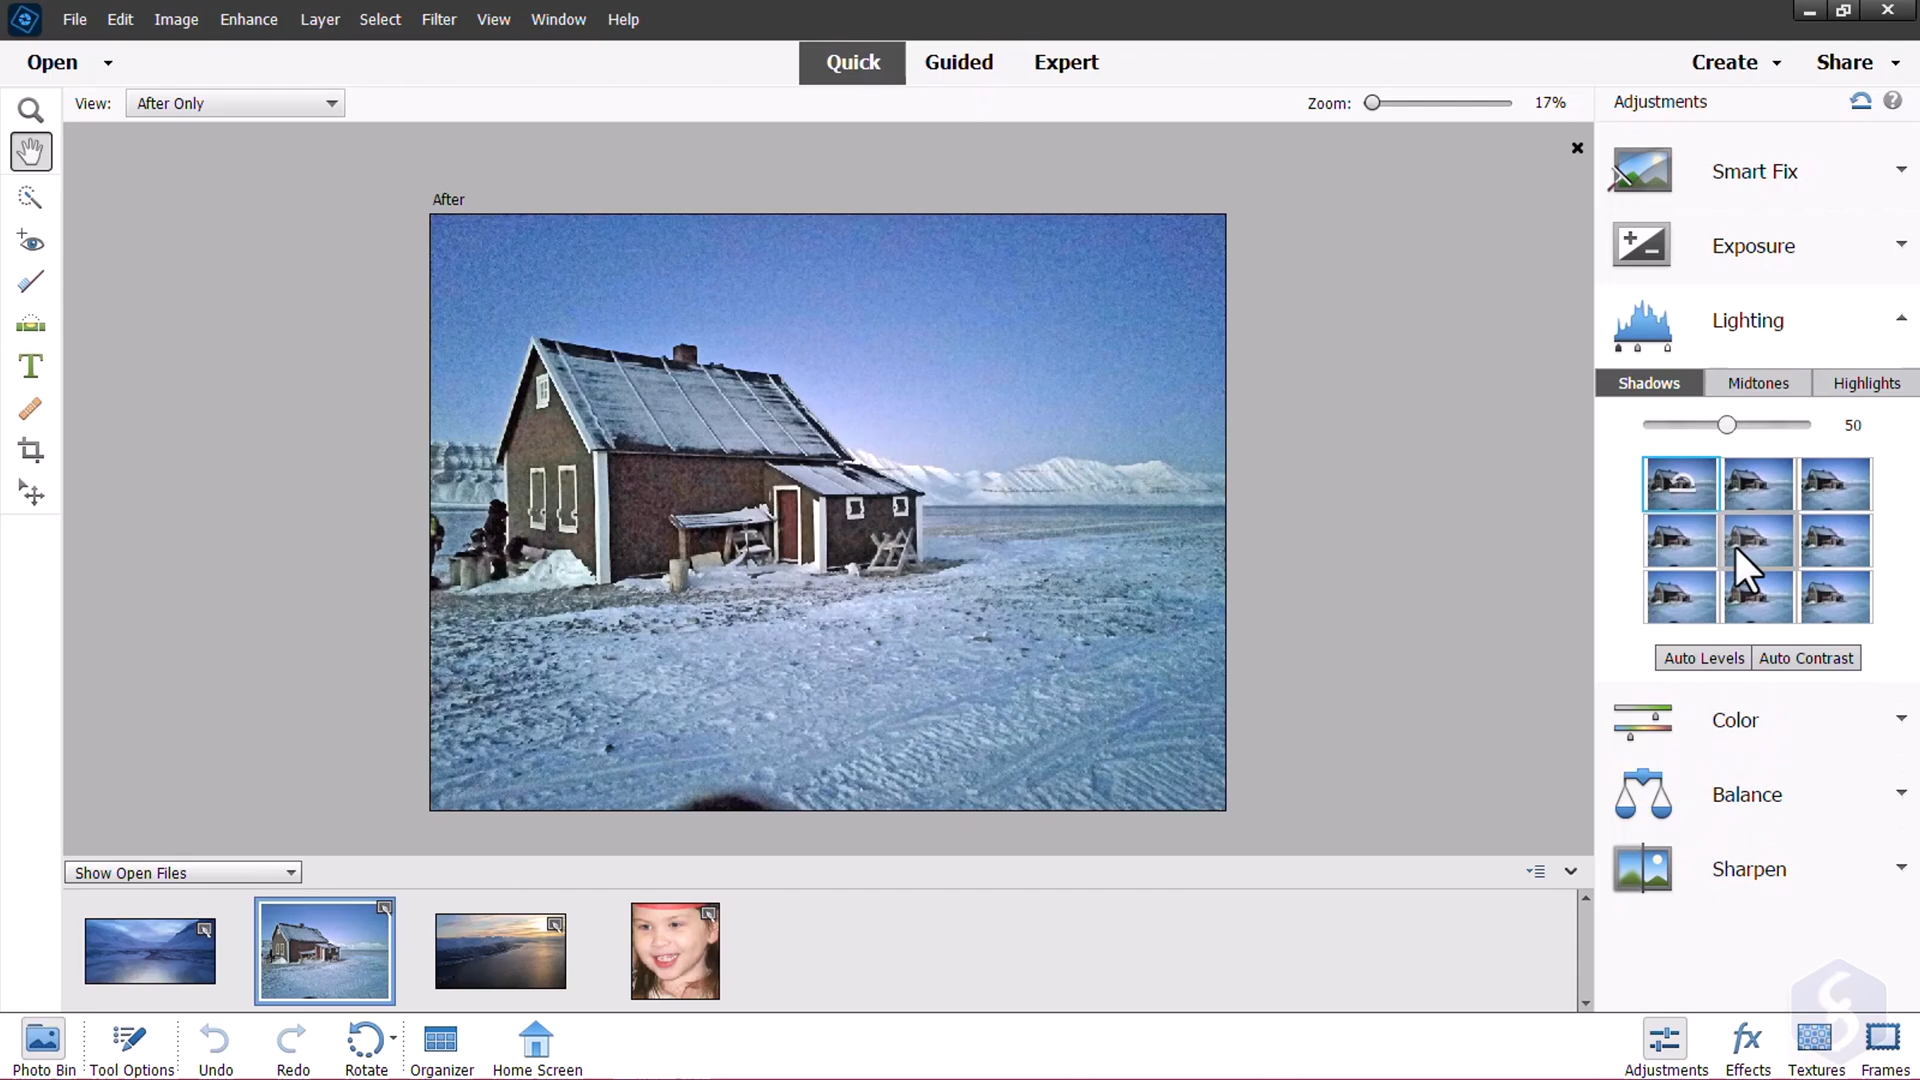 File Edit Image Enhance Layer Select Filter View Window Help
Open Quick Guided Expert Create Share
View: After Only Zoom: 17% Adjustments
After
Smart Fix
Exposure
Lighting
Shadows Midtones Highlights
50
Auto Levels Auto Contrast
Color
Balance
Sharpen
Show Open Files
T
Photo Bin Tool Options Undo Redo Rotate Organizer Home Screen Adjustments Effects Textures Frames